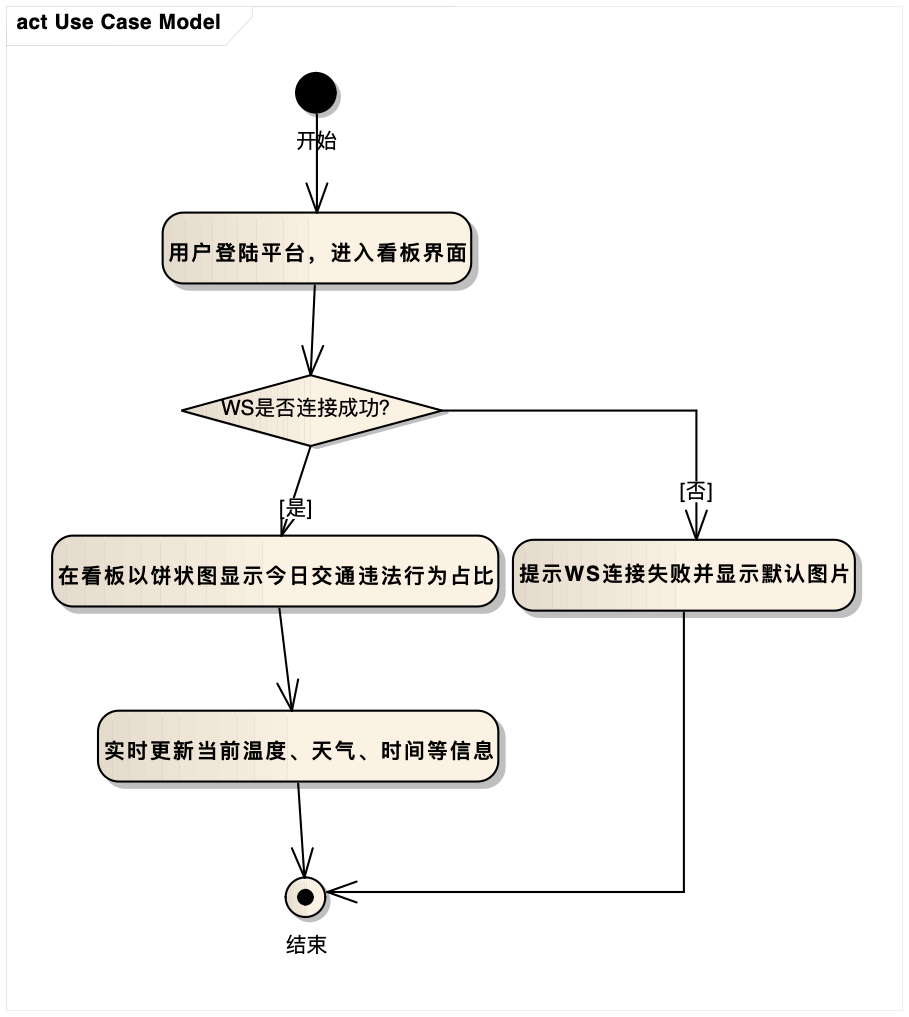 act Use Case Model
开始
用户登陆平台，进入看板界面
WS是否连接成功?
[是]
[否]
在看板以饼状图显示今日交通违法行为占比
提示WS连接失败并显示默认图片
实时更新当前温度、天气、时间等信息
结束